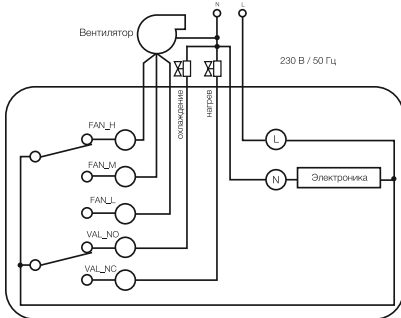 N
L
Вентилятор
230 В / 50 Гц
охлаждение
нагрев
FAN_H
L
FAN_M
N
Электроника
FAN_L
VAL_NO
VAL_NC